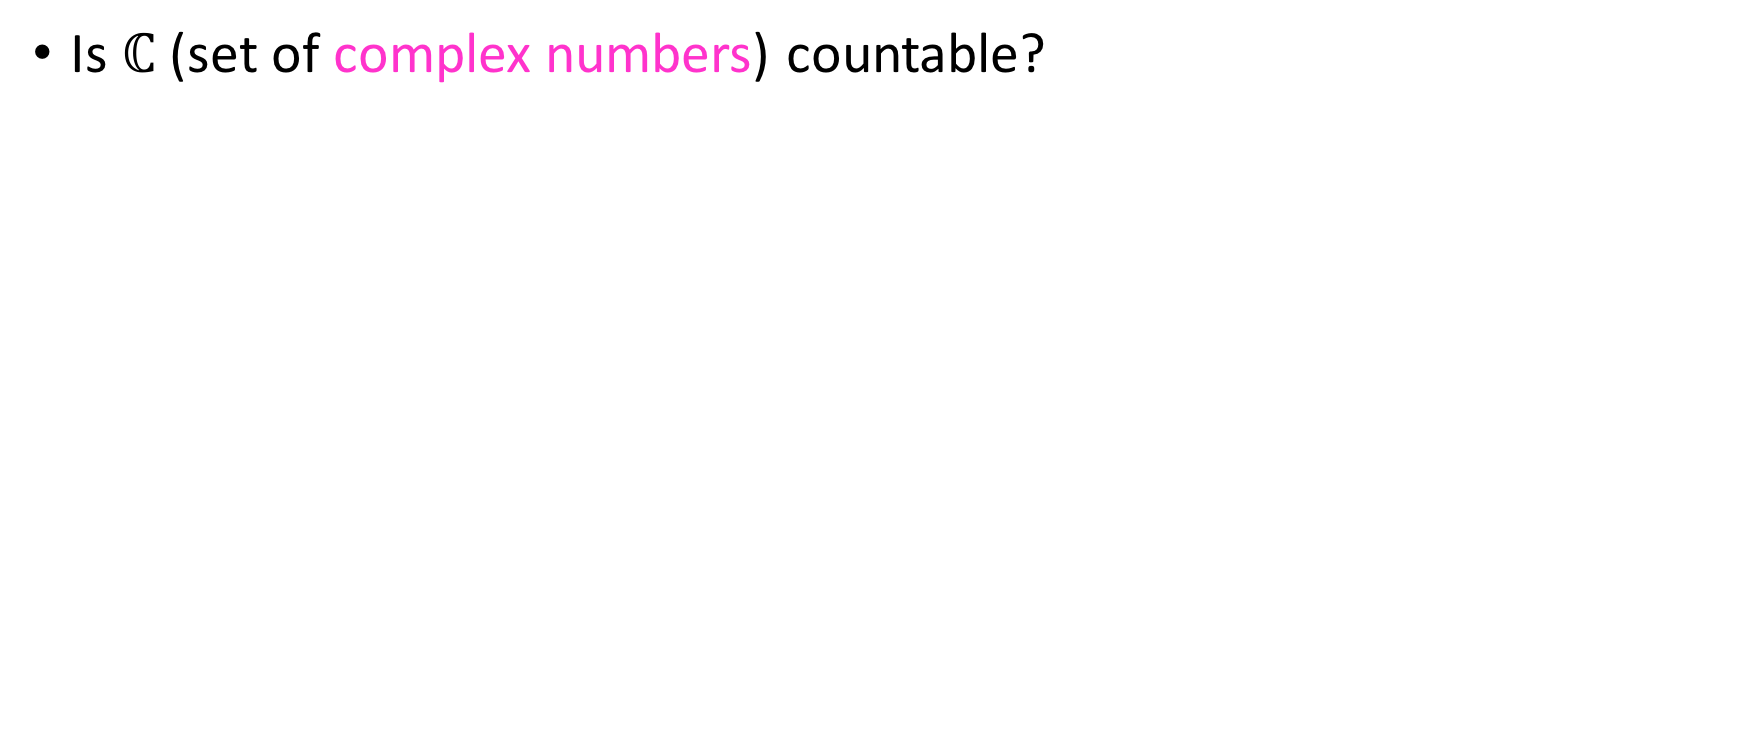 • Is ℂ (set of complex numbers) countable?